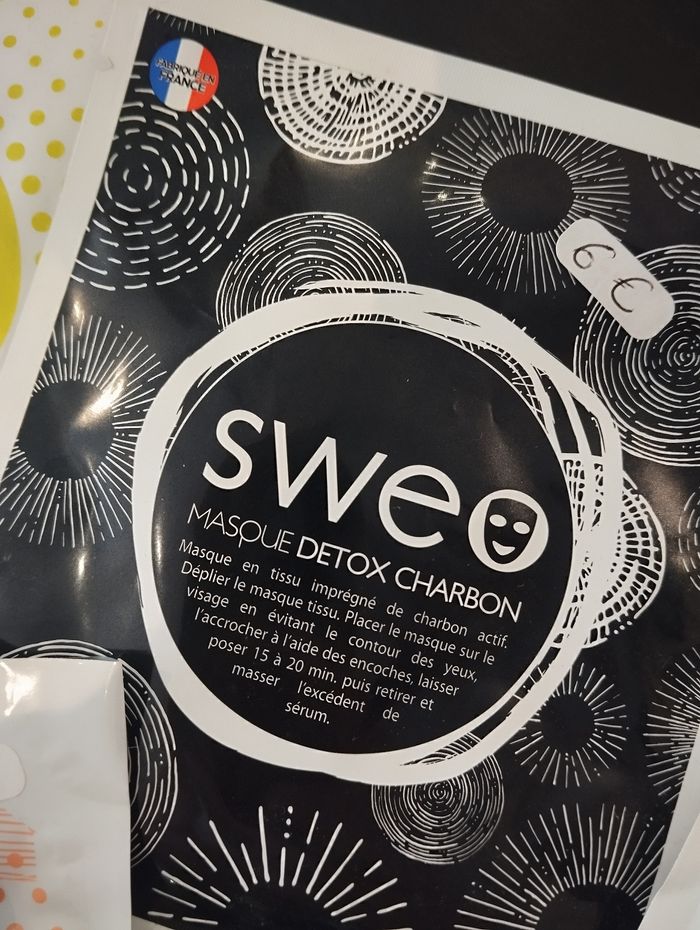 FABRIQUÉ EN
FRANCE
6 €
sweo
MASQUE DETOX CHARBON
Masque en tissu imprégné de charbon actif.
Déplier le masque tissu. Placer le masque sur le
visage en évitant le contour des yeux,
l'accrocher à l'aide des encoches, laisser
poser 15 à 20 min. puis retirer et
masser l'excédent de
sérum.